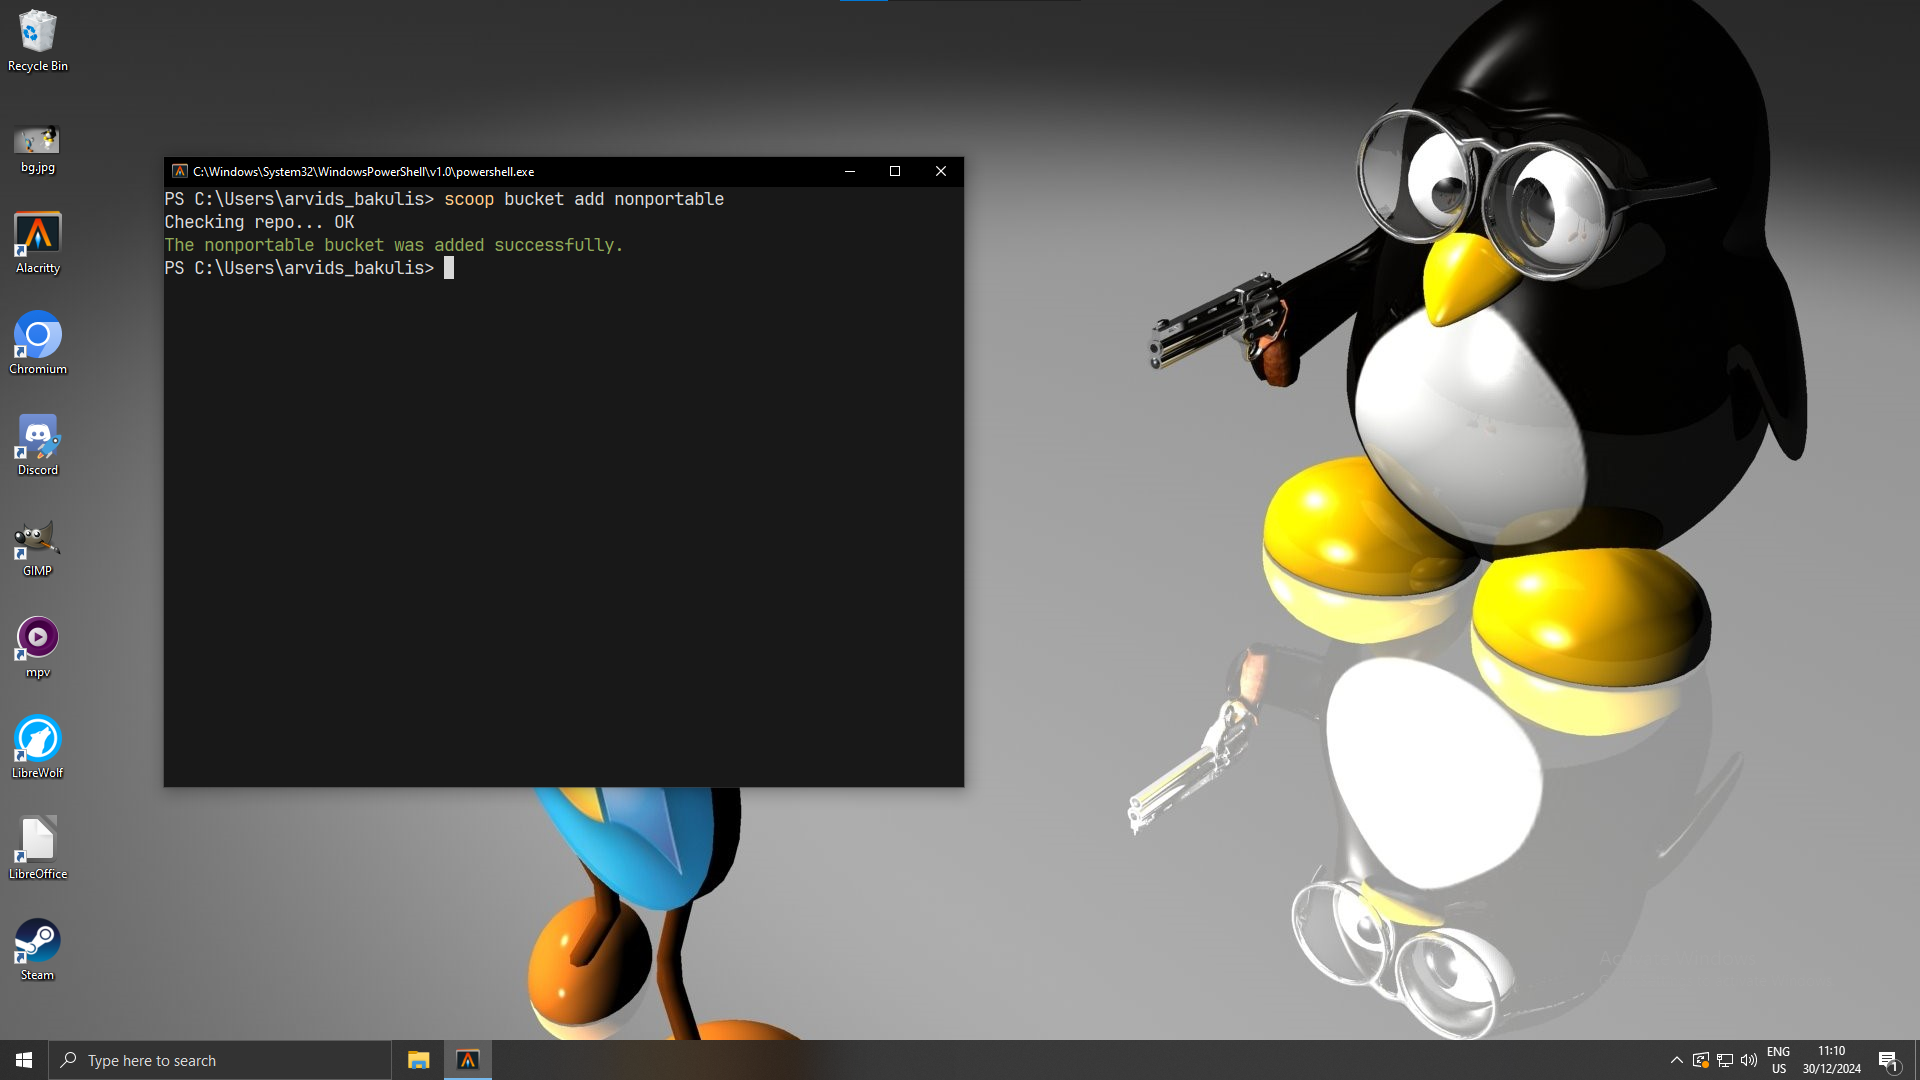 Recycle Bin
bg.jpg
Alacritty
Chromium
Discord
GIMP
mpv
LibreWolf
LibreOffice
Steam
C:\Windows\System32\WindowsPowerShell\v1.0\powershell.exe
PS C:\Users\arvids_bakulis> scoop bucket add nonportable
Checking repo... OK
The nonportable bucket was added successfully.
PS C:\Users\arvids_bakulis>
Type here to search
ENG
US
11:10
30/12/2024
1